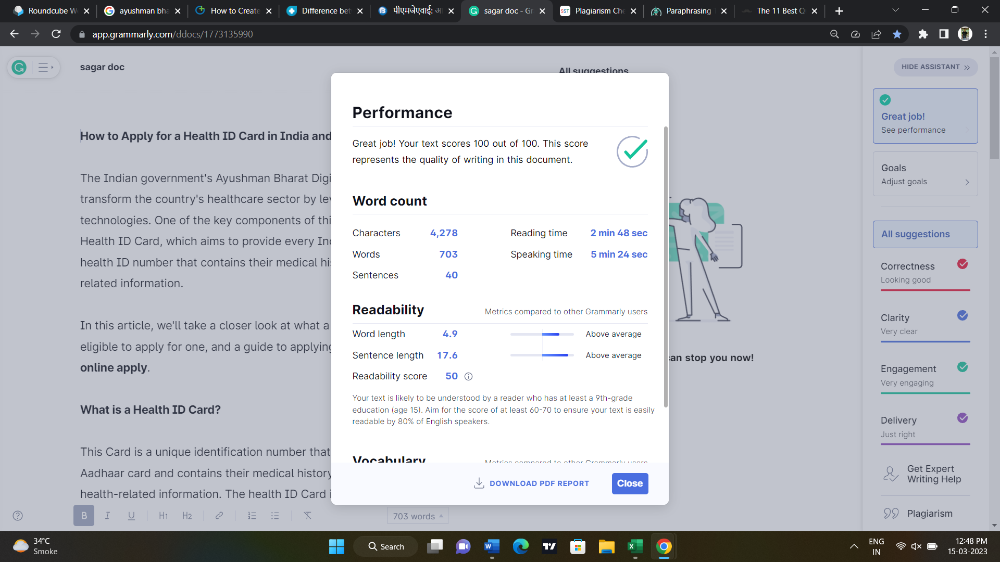 Roundcube W
ayushman bha
How to Create
Difference bet
पीएमजेएवाई: अ
sagar doc - Gr
Plagiarism Che
Paraphrasing T
The 11 Best Q
app.grammarly.com/ddocs/1773135990
sagar doc
All suggestions
HIDE ASSISTANT
How to Apply for a Health ID Card in India and
The Indian government's Ayushman Bharat Digi
transform the country's healthcare sector by lev
technologies. One of the key components of thi
Health ID Card, which aims to provide every Ind
health ID number that contains their medical his
related information.
In this article, we'll take a closer look at what a
eligible to apply for one, and a guide to applying
online apply.
What is a Health ID Card?
This Card is a unique identification number that
Aadhaar card and contains their medical history
health-related information. The health ID Card i
B I U H1 H2
703 words
Performance
Great job! Your text scores 100 out of 100. This score
represents the quality of writing in this document.
Word count
Characters 4,278 Reading time 2 min 48 sec
Words 703 Speaking time 5 min 24 sec
Sentences 40
Readability Metrics compared to other Grammarly users
Word length 4.9 Above average
Sentence length 17.6 Above average
Readability score 50
Your text is likely to be understood by a reader who has at least a 9th-grade
education (age 15). Aim for the score of at least 60-70 to ensure your text is easily
readable by 80% of English speakers.
Vocabulary Metrics compared to other Grammarly users
DOWNLOAD PDF REPORT
Close
can stop you now!
Great job!
See performance
Goals
Adjust goals
All suggestions
Correctness
Looking good
Clarity
Very clear
Engagement
Very engaging
Delivery
Just right
Get Expert
Writing Help
Plagiarism
34°C
Smoke
Search
ENG
IN
12:48 PM
15-03-2023